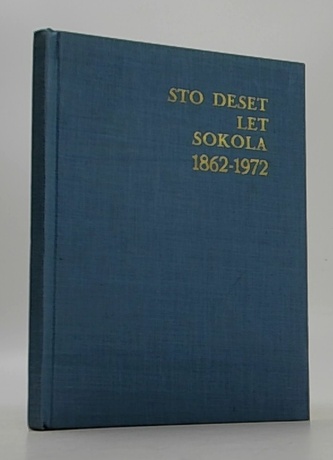 STO DESET
LET
SOKOLA
1862-1972